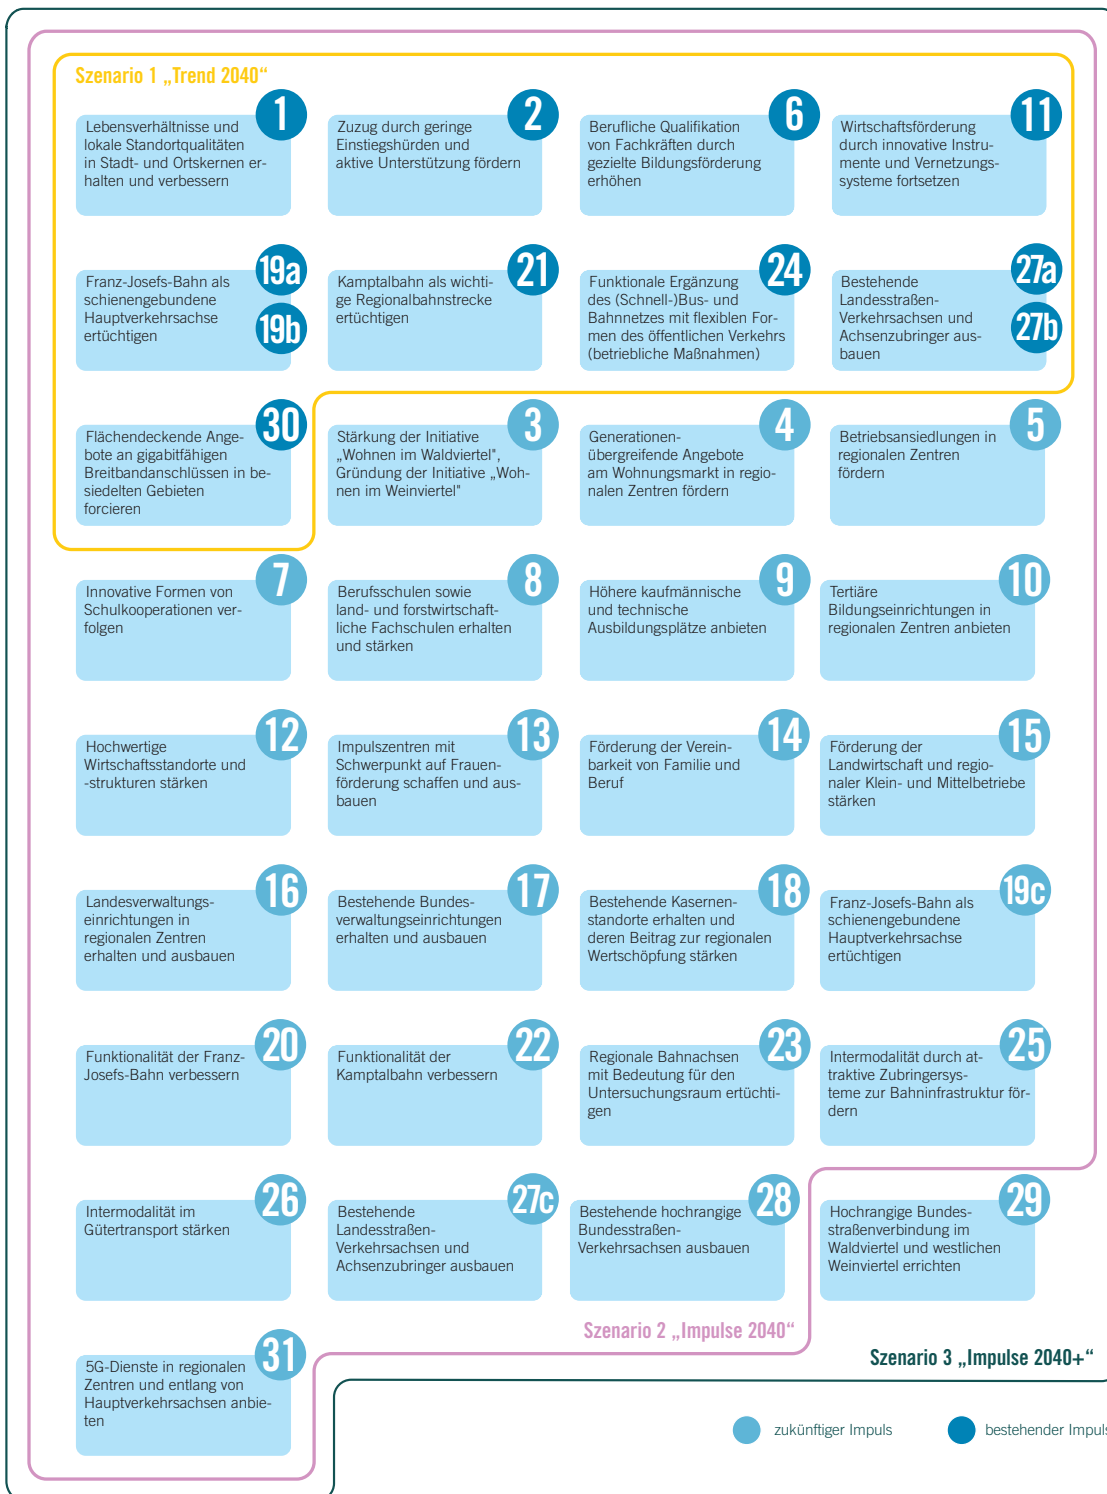 Szenario 1 „Trend 2040“
1
Lebensverhältnisse und
lokale Standortqualitäten
in Stadt- und Ortskernen er-
halten und verbessern
2
Zuzug durch geringe
Einstiegshürden und
aktive Unterstützung fördern
6
Berufliche Qualifikation
von Fachkräften durch
gezielte Bildungsförderung
erhöhen
11
Wirtschaftsförderung
durch innovative Instru-
mente und Vernetzungs-
systeme fortsetzen
19a
19b
Franz-Josefs-Bahn als
schienengebundene
Hauptverkehrsachse
ertüchtigen
21
Kamptalbahn als wichti-
ge Regionalbahnstrecke
ertüchtigen
24
Funktionale Ergänzung
des (Schnell-)Bus- und
Bahnnetzes mit flexiblen For-
men des öffentlichen Verkehrs
(betriebliche Maßnahmen)
27a
27b
Bestehende
Landesstraßen-
Verkehrsachsen und
Achsenzubringer aus-
bauen
30
Flächendeckende Ange-
bote an gigabitfähigen
Breitbandanschlüssen in be-
siedelten Gebieten
forcieren
3
Stärkung der Initiative
„Wohnen im Waldviertel",
Gründung der Initiative „Woh-
nen im Weinviertel"
4
Generationen-
übergreifende Angebote
am Wohnungsmarkt in regio-
nalen Zentren fördern
5
Betriebsansiedlungen in
regionalen Zentren
fördern
7
Innovative Formen von
Schulkooperationen ver-
folgen
8
Berufsschulen sowie
land- und forstwirtschaft-
liche Fachschulen erhalten
und stärken
9
Höhere kaufmännische
und technische
Ausbildungsplätze anbieten
10
Tertiäre
Bildungseinrichtungen in
regionalen Zentren anbieten
12
Hochwertige
Wirtschaftsstandorte und
-strukturen stärken
13
Impulszentren mit
Schwerpunkt auf Frauen-
förderung schaffen und aus-
bauen
14
Förderung der Verein-
barkeit von Familie und
Beruf
15
Förderung der
Landwirtschaft und regio-
naler Klein- und Mittelbetriebe
stärken
16
Landesverwaltungs-
einrichtungen in
regionalen Zentren
erhalten und ausbauen
17
Bestehende Bundes-
verwaltungseinrichtungen
erhalten und ausbauen
18
Bestehende Kasernen-
standorte erhalten und
deren Beitrag zur regionalen
Wertschöpfung stärken
19c
Franz-Josefs-Bahn als
schienengebundene
Hauptverkehrsachse
ertüchtigen
20
Funktionalität der Franz-
Josefs-Bahn verbessern
22
Funktionalität der
Kamptalbahn verbessern
23
Regionale Bahnachsen
mit Bedeutung für den
Untersuchungsraum ertüchti-
gen
25
Intermodalität durch at-
traktive Zubringersys-
teme zur Bahninfrastruktur för-
dern
26
Intermodalität im
Gütertransport stärken
27c
Bestehende
Landesstraßen-
Verkehrsachsen und
Achsenzubringer ausbauen
28
Bestehende hochrangige
Bundesstraßen-
Verkehrsachsen ausbauen
29
Hochrangige Bundes-
straßenverbindung im
Waldviertel und westlichen
Weinviertel errichten
Szenario 2 „Impulse 2040“
31
5G-Dienste in regionalen
Zentren und entlang von
Hauptverkehrsachsen anbie-
ten
Szenario 3 „Impulse 2040+“
zukünftiger Impuls
bestehender Impuls